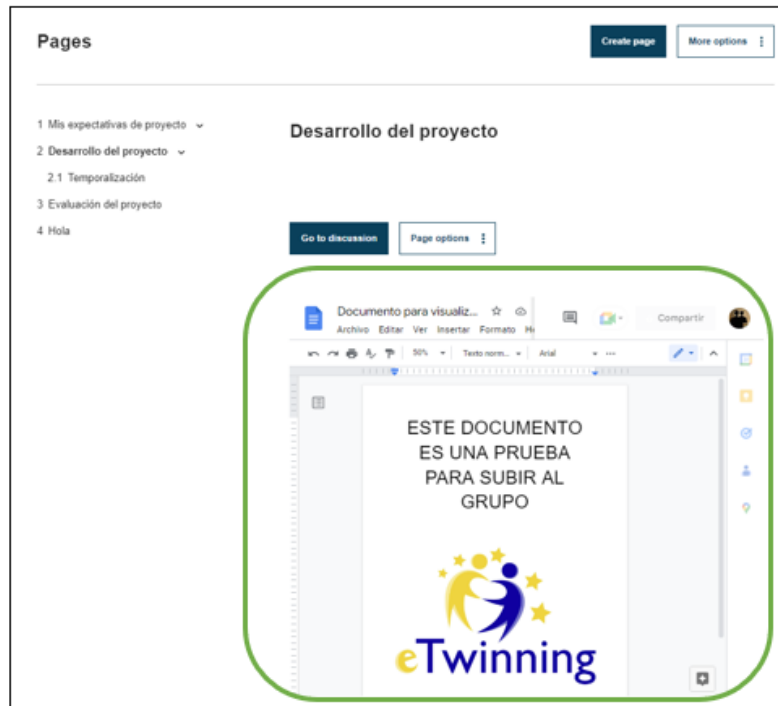 Pages
Create page
More options
1 Mis expectativas de proyecto
2 Desarrollo del proyecto
2.1 Temporalización
3 Evaluación del proyecto
4 Hola
Desarrollo del proyecto
Go to discussion
Page options
Documento para visualiz...
Compartir
Archivo Editar Ver Insertar Formato
50% Texto norm... Arial
ESTE DOCUMENTO
ES UNA PRUEBA
PARA SUBIR AL
GRUPO
eTwinning